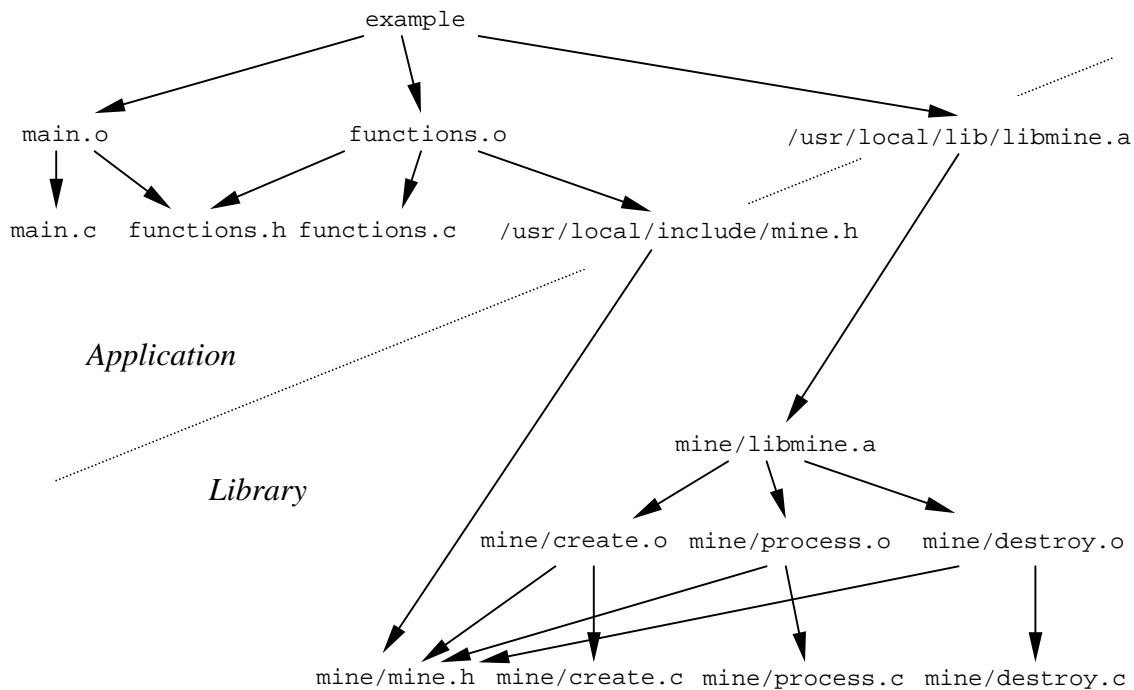 example
main.o functions.o /usr/local/lib/libmine.a
main.c functions.h functions.c /usr/local/include/mine.h
Application
mine/libmine.a
Library
mine/create.o mine/process.o mine/destroy.o
mine/mine.h mine/create.c mine/process.c mine/destroy.c